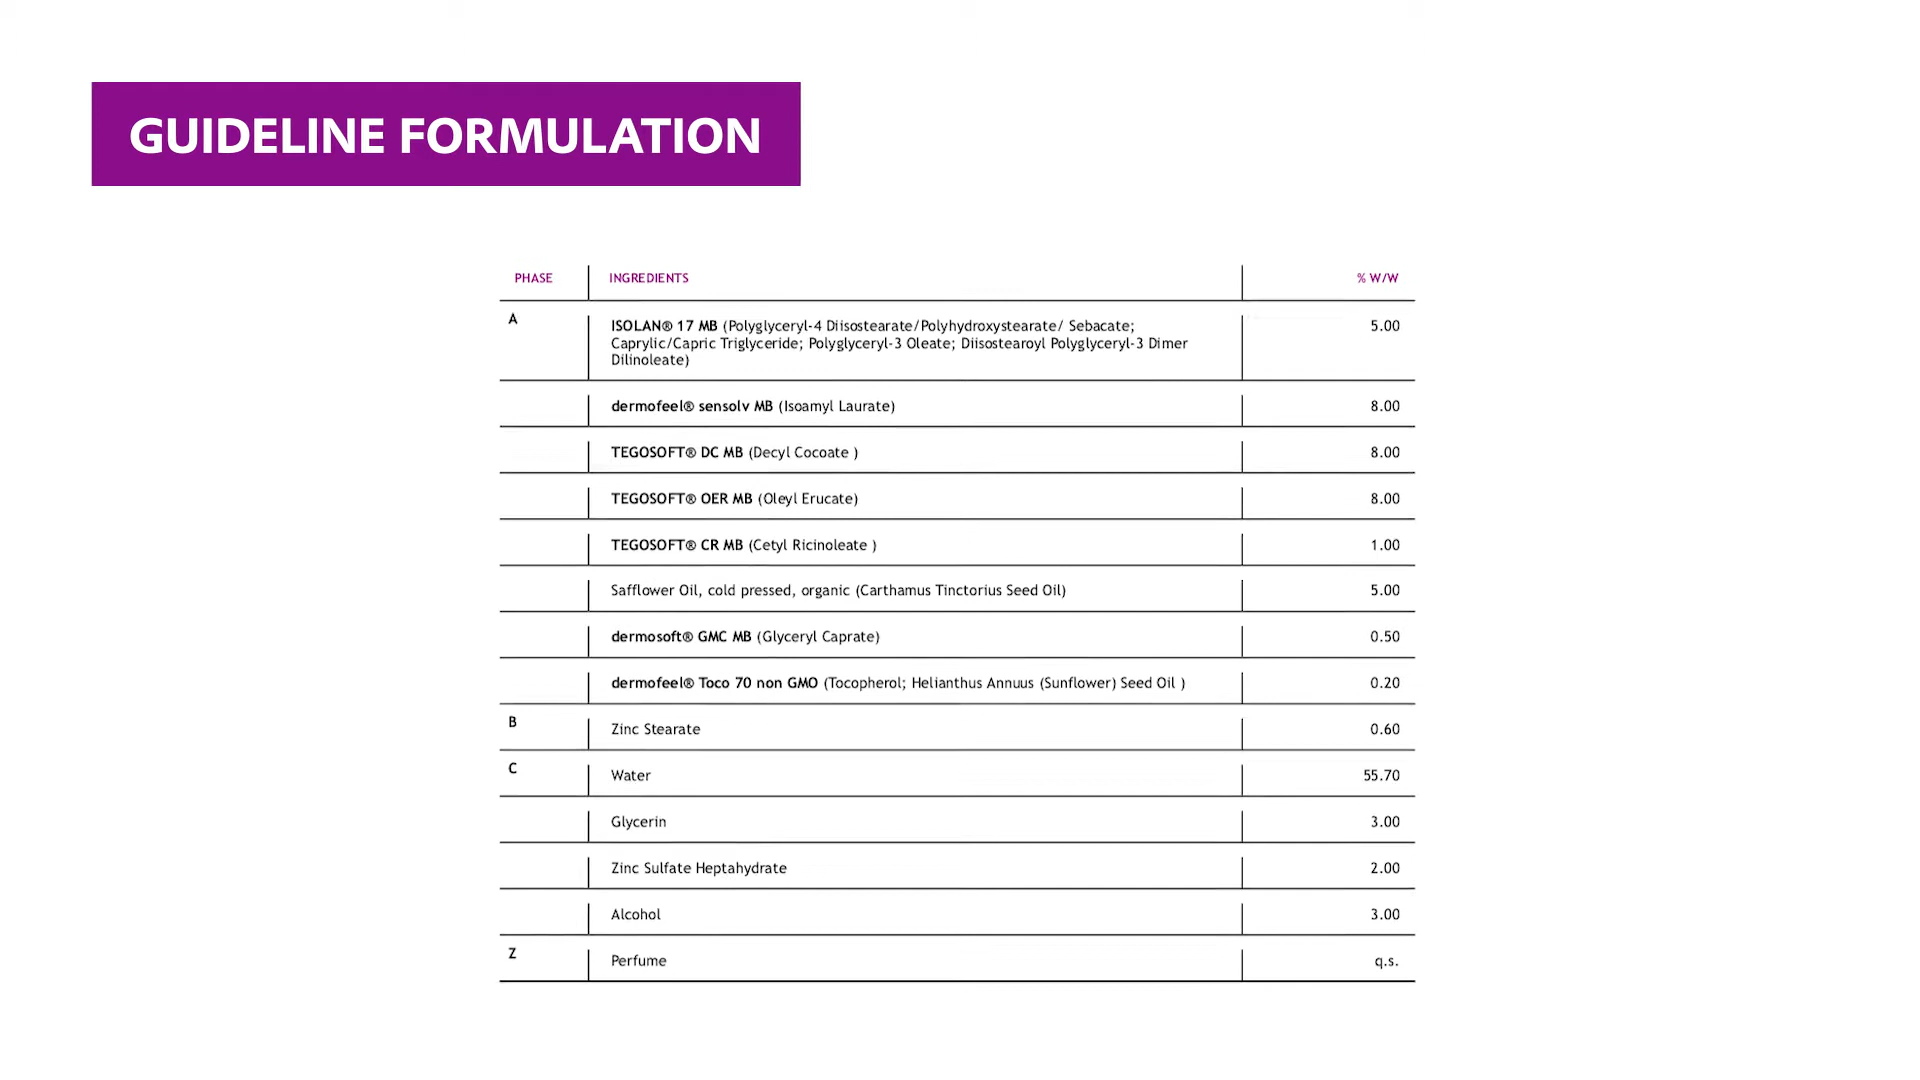 GUIDELINE FORMULATION
PHASE INGREDIENTS % W/W
A ISOLAN® 17 MB (Polyglyceryl-4 Diisostearate/Polyhydroxystearate/ Sebacate; 5.00
Caprylic/Capric Triglyceride; Polyglyceryl-3 Oleate; Diisostearoyl Polyglyceryl-3 Dimer
Dilinoleate)
dermofeel® sensolv MB (Isoamyl Laurate) 8.00
TEGOSOFT® DC MB (Decyl Cocoate ) 8.00
TEGOSOFT® OER MB (Oleyl Erucate) 8.00
TEGOSOFT® CR MB (Cetyl Ricinoleate ) 1.00
Safflower Oil, cold pressed, organic (Carthamus Tinctorius Seed Oil) 5.00
dermosoft® GMC MB (Glyceryl Caprate) 0.50
dermofeel® Toco 70 non GMO (Tocopherol; Helianthus Annuus (Sunflower) Seed Oil ) 0.20
B Zinc Stearate 0.60
C Water 55.70
Glycerin 3.00
Zinc Sulfate Heptahydrate 2.00
Alcohol 3.00
Z Perfume q.s.